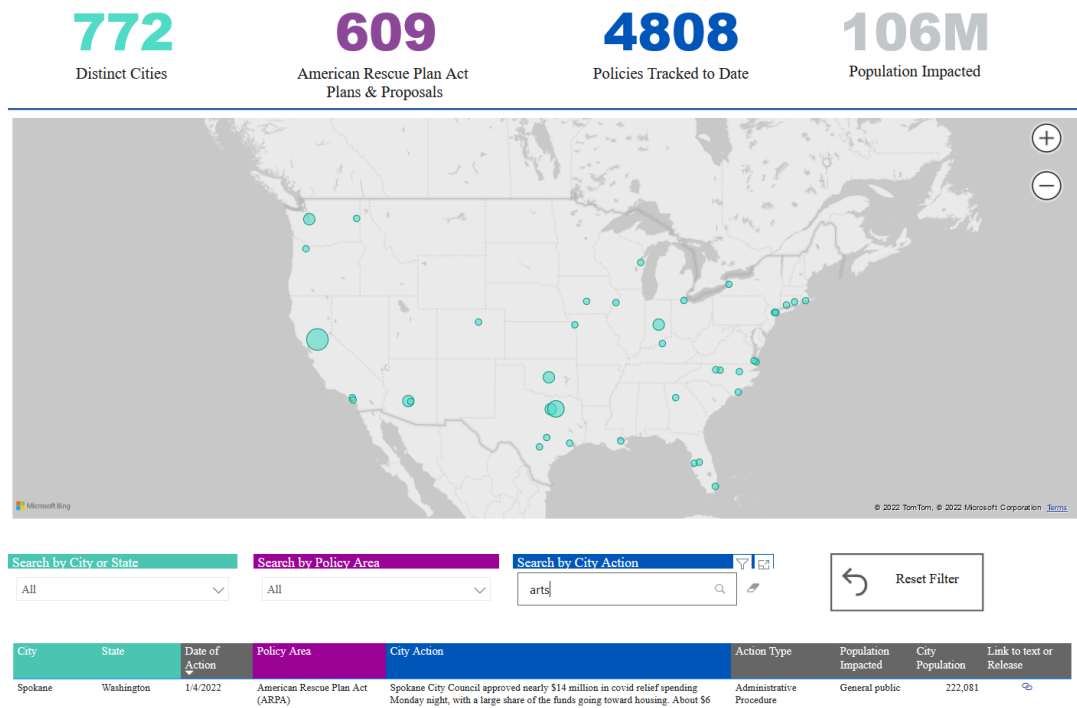 772
609
4808
106M
Distinct Cities
American Rescue Plan Act
Plans & Proposals
Policies Tracked to Date
Population Impacted
Microsoft Bing
© 2022 TomTom, © 2022 Microsoft Corporation Terms
Search by City or State
Search by Policy Area
Search by City Action
All
All
arts
Reset Filter
City
State
Date of
Action
Policy Area
City Action
Action Type
Population
Impacted
City
Population
Link to text or
Release
Spokane
Washington
1/4/2022
American Rescue Plan Act
(ARPA)
Spokane City Council approved nearly $14 million in covid relief spending
Monday night, with a large share of the funds going toward housing. About $6
Administrative
Procedure
General public
222,081